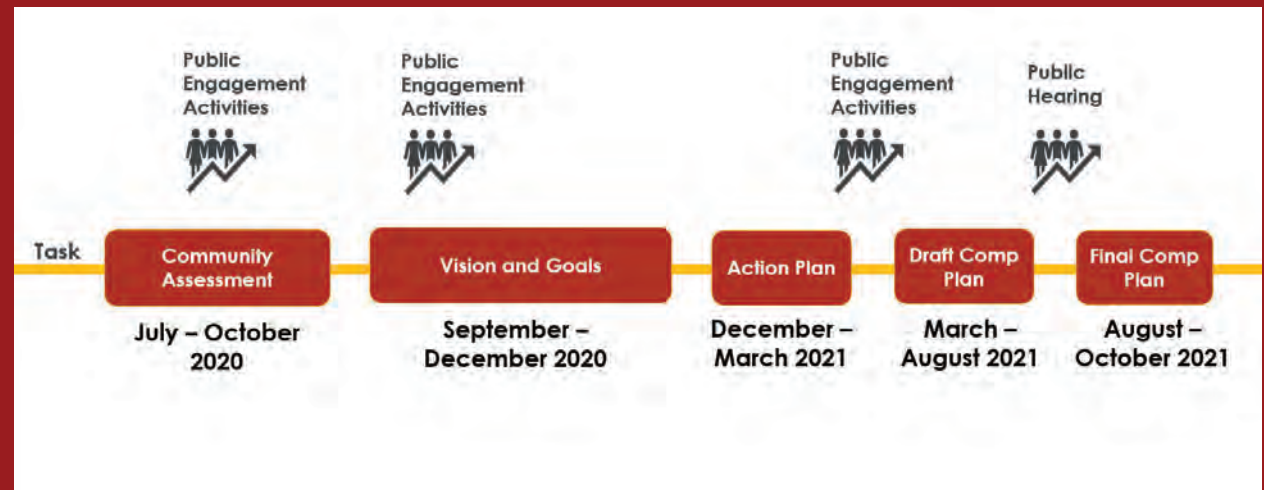 Public
Engagement
Activities
Public
Engagement
Activities
Public
Engagement
Activities
Public
Hearing
Task
Community
Assessment
Vision and Goals
Action Plan
Draft Comp
Plan
Final Comp
Plan
July – October
2020
September –
December 2020
December –
March 2021
March –
August 2021
August –
October 2021